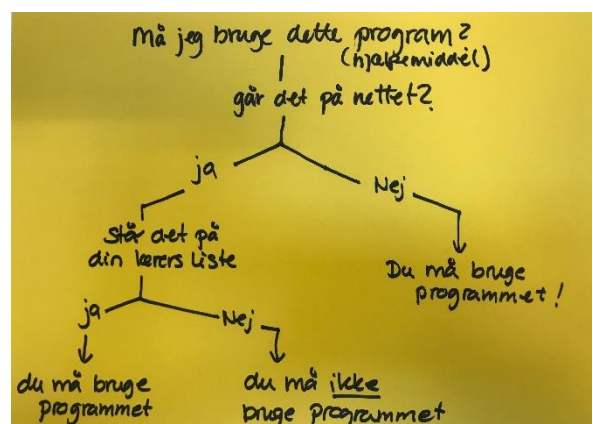 Må jeg bruge dette program?
(hjælpemiddel)
går det på nettet?
ja
Nej
Står det på
din lærers liste
Du må bruge
programmet!
ja
Nej
du må bruge
programmet
du må ikke
bruge programmet